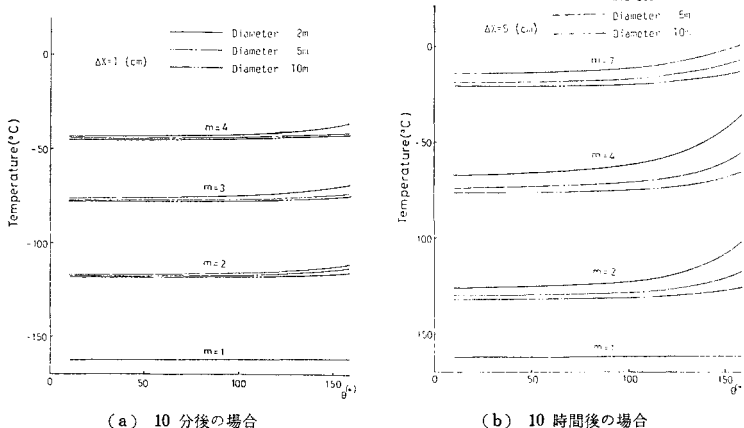 Diameter 2m
Diameter 5m
Diameter 10m
ΔX=1 (cm)
Temperature(°C)
0
-50
-100
-150
m=4
m=3
m=2
m=1
0
50
100
150
(a) 10 分後の場合
Diameter 5m
Diameter 10m
ΔX=5 (cm)
Temperature(°C)
0
-50
100
150
m=7
m=4
m=2
m=1
0
50
100
150
(b) 10 時間後の場合